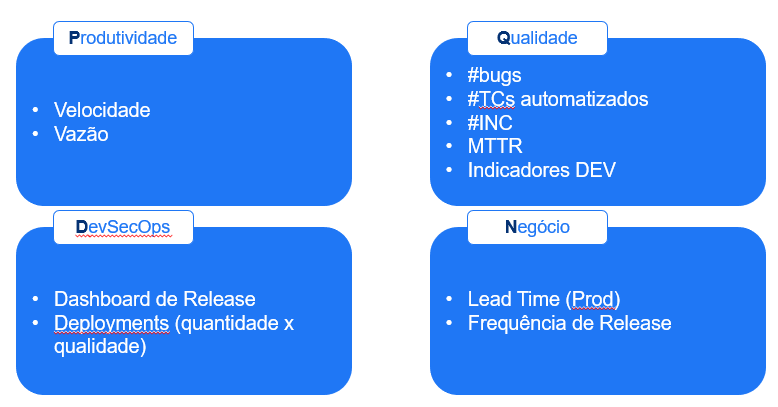 Produtividade
• Velocidade
• Vazão
Qualidade
• #bugs
• #TCs automatizados
• #INC
• MTTR
• Indicadores DEV
DevSecOps
• Dashboard de Release
• Deployments (quantidade x
qualidade)
Negócio
• Lead Time (Prod)
• Frequência de Release